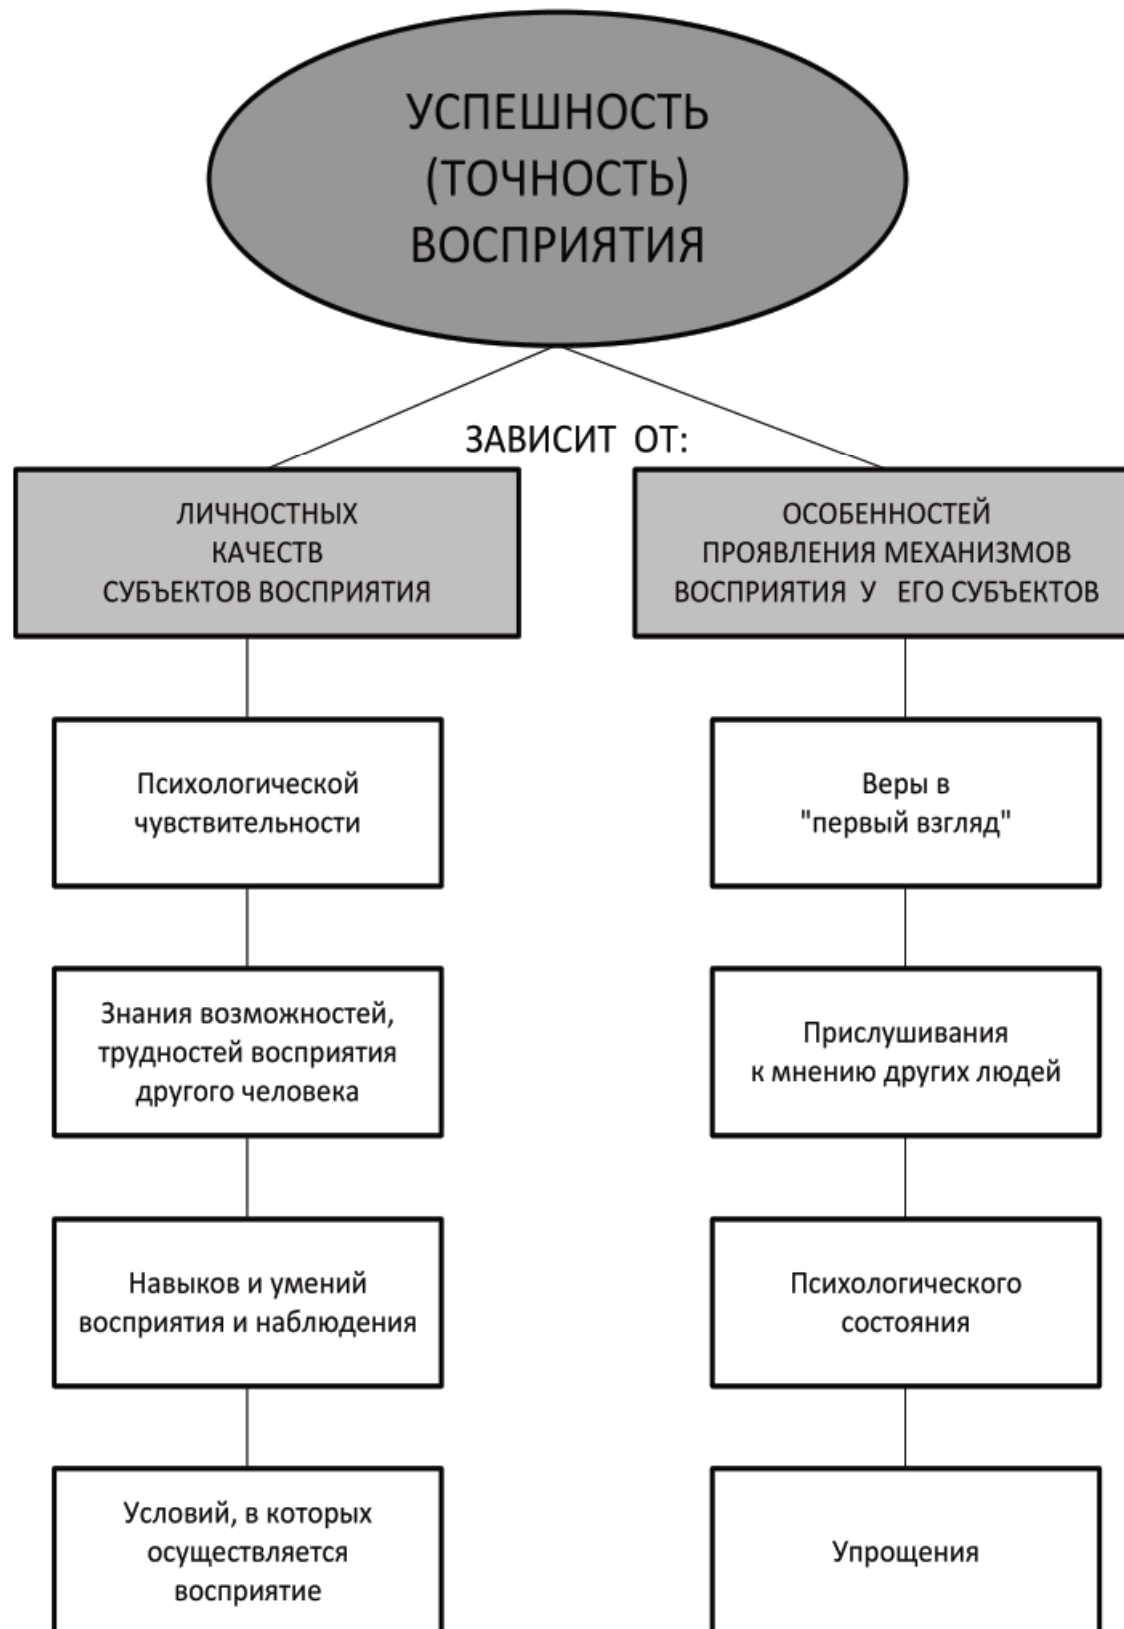 УСПЕШНОСТЬ
(ТОЧНОСТЬ)
ВОСПРИЯТИЯ
ЗАВИСИТ ОТ:
ЛИЧНОСТНЫХ
КАЧЕСТВ
СУБЪЕКТОВ ВОСПРИЯТИЯ
ОСОБЕННОСТЕЙ
ПРОЯВЛЕНИЯ МЕХАНИЗМОВ
ВОСПРИЯТИЯ У ЕГО СУБЪЕКТОВ
Психологической
чувствительности
Веры в
"первый взгляд"
Знания возможностей,
трудностей восприятия
другого человека
Прислушивания
к мнению других людей
Навыков и умений
восприятия и наблюдения
Психологического
состояния
Условий, в которых
осуществляется
восприятие
Упрощения